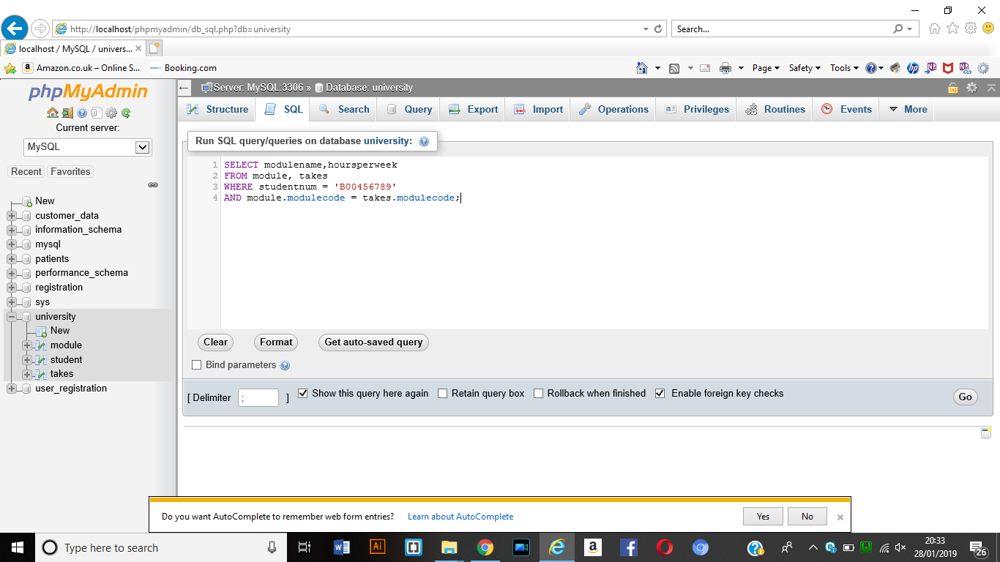 http://localhost/phpmyadmin/db_sql.php?db=university
Search...
localhost / MySQL / univers...
Amazon.co.uk – Online S...
Booking.com
Page
Safety
Tools
phpMyAdmin
Current server:
MySQL
Recent
Favorites
New
customer_data
information_schema
mysql
patients
performance_schema
registration
sys
university
New
module
student
takes
user_registration
Server: MySQL:3306 » Database: university
Structure
SQL
Search
Query
Export
Import
Operations
Privileges
Routines
Events
More
Run SQL query/queries on database university:
1 SELECT modulename,hoursperweek
2 FROM module, takes
3 WHERE studentnum = 'B00456789'
4 AND module.modulecode = takes.modulecode;
Clear
Format
Get auto-saved query
Bind parameters
[ Delimiter ; ]
Show this query here again
Retain query box
Rollback when finished
Enable foreign key checks
Go
Do you want AutoComplete to remember web form entries?
Learn about AutoComplete
Yes
No
Type here to search
20:33
28/01/2019
26